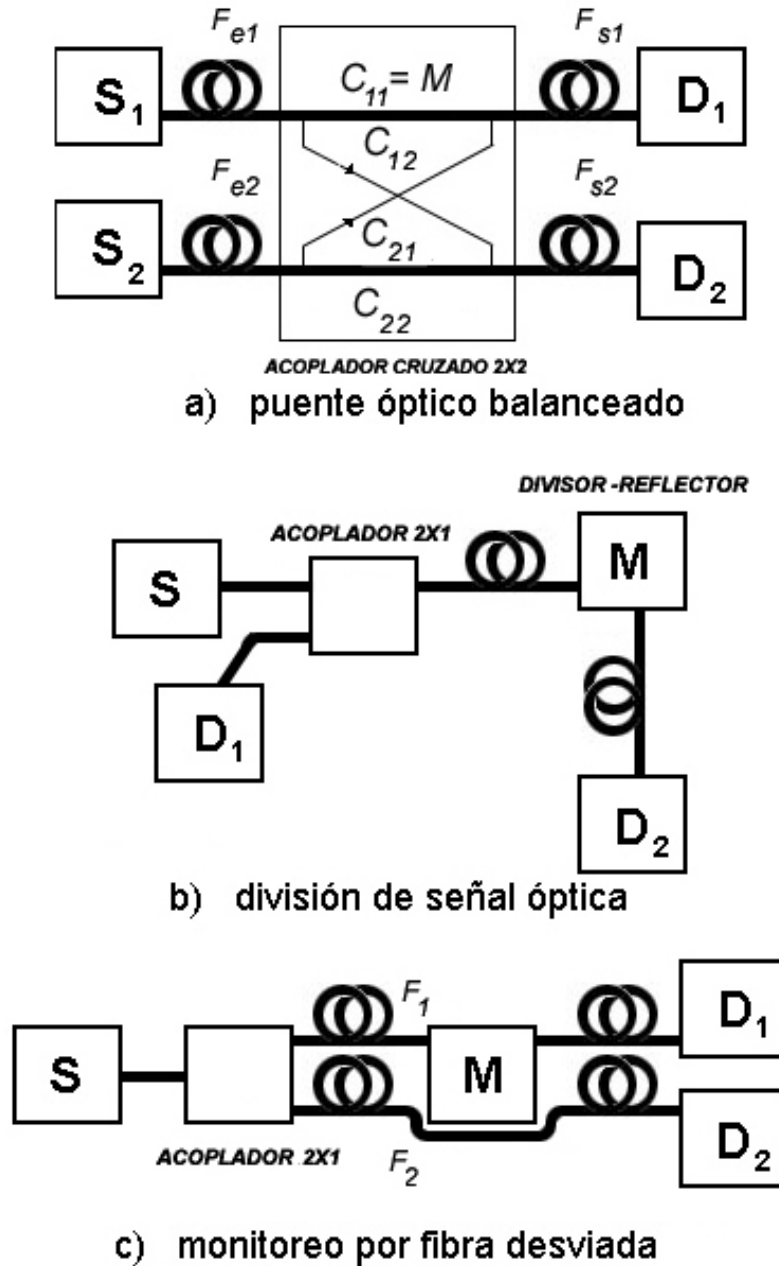 F e1
F s1
S 1
C 11 = M
D 1
C 12
F e2
F s2
S 2
C 21
D 2
C 22
ACOPLADOR CRUZADO 2X2
a) puente óptico balanceado
DIVISOR -REFLECTOR
ACOPLADOR 2X1
S
M
D 1
D 2
b) división de señal óptica
F 1
D 1
S
M
D 2
ACOPLADOR 2X1
F 2
c) monitoreo por fibra desviada